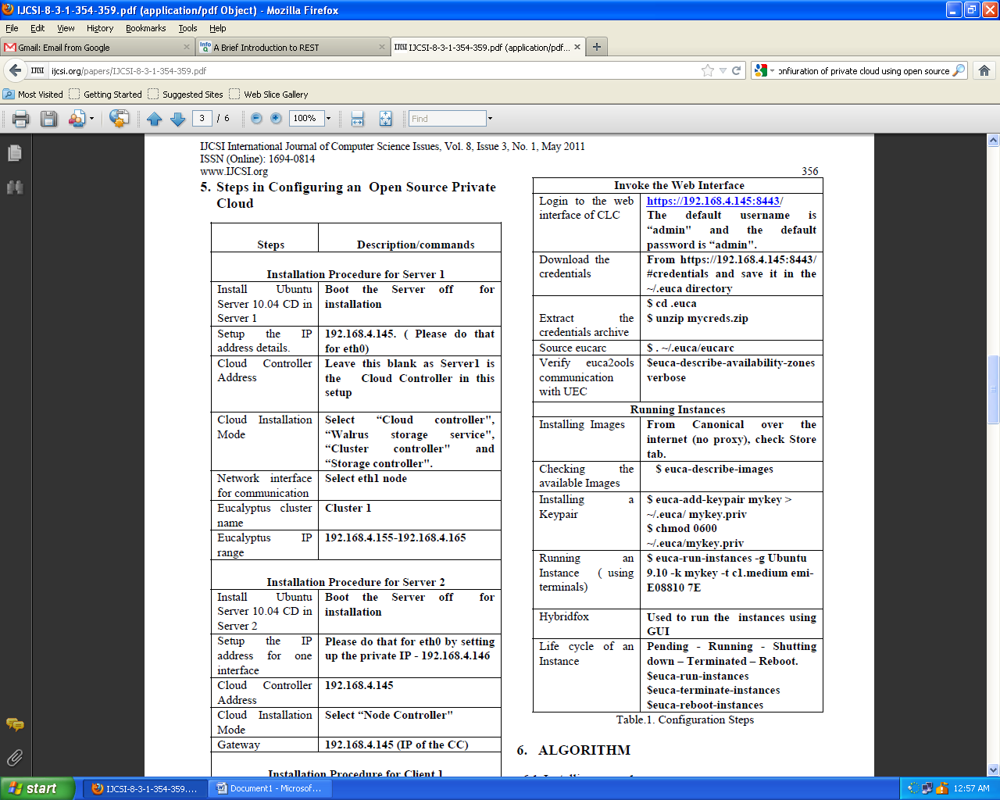 IJCSI-8-3-1-354-359.pdf (application/pdf Object) - Mozilla Firefox
File Edit View History Bookmarks Tools Help
Gmail: Email from Google
A Brief Introduction to REST
IJCSI IJCSI-8-3-1-354-359.pdf (application/pdf...
IJCSI ijcsi.org/papers/IJCSI-8-3-1-354-359.pdf
onfiuration of private cloud using open source
Most Visited Getting Started Suggested Sites Web Slice Gallery
3 / 6 100% Find
IJCSI International Journal of Computer Science Issues, Vol. 8, Issue 3, No. 1, May 2011
ISSN (Online): 1694-0814
www.IJCSI.org 356
5. Steps in Configuring an Open Source Private
Cloud
Steps Description/commands
Installation Procedure for Server 1
Install Ubuntu Boot the Server off for
Server 10.04 CD in installation
Server 1
Setup the IP 192.168.4.145. ( Please do that
address details. for eth0)
Cloud Controller Leave this blank as Server1 is
Address the Cloud Controller in this
setup
Cloud Installation Select “Cloud controller",
Mode “Walrus storage service",
“Cluster controller" and
“Storage controller".
Network interface Select eth1 node
for communication
Eucalyptus cluster Cluster 1
name
Eucalyptus IP 192.168.4.155-192.168.4.165
range
Installation Procedure for Server 2
Install Ubuntu Boot the Server off for
Server 10.04 CD in installation
Server 2
Setup the IP Please do that for eth0 by setting
address for one up the private IP - 192.168.4.146
interface
Cloud Controller 192.168.4.145
Address
Cloud Installation Select “Node Controller"
Mode
Gateway 192.168.4.145 (IP of the CC)
Installation Procedure for Client 1
Invoke the Web Interface
Login to the web https://192.168.4.145:8443/
interface of CLC The default username is
“admin" and the default
password is “admin".
Download the From https://192.168.4.145:8443/
credentials #credentials and save it in the
~/.euca directory
$ cd .euca
Extract the $ unzip mycreds.zip
credentials archive
Source eucarc $ . ~/.euca/eucarc
Verify euca2ools $euca-describe-availability-zones
communication verbose
with UEC
Running Instances
Installing Images From Canonical over the
internet (no proxy), check Store
tab.
Checking the $ euca-describe-images
available Images
Installing a $ euca-add-keypair mykey >
Keypair ~/.euca/ mykey.priv
$ chmod 0600
~/.euca/mykey.priv
Running an $ euca-run-instances -g Ubuntu
Instance ( using 9.10 -k mykey -t c1.medium emi-
terminals) E08810 7E
Hybridfox Used to run the instances using
GUI
Life cycle of an Pending - Running - Shutting
Instance down – Terminated – Reboot.
$euca-run-instances
$euca-terminate-instances
$euca-reboot-instances
Table.1. Configuration Steps
6. ALGORITHM
start IJCSI-8-3-1-354-359.... Document1 - Microsof... 12:57 AM